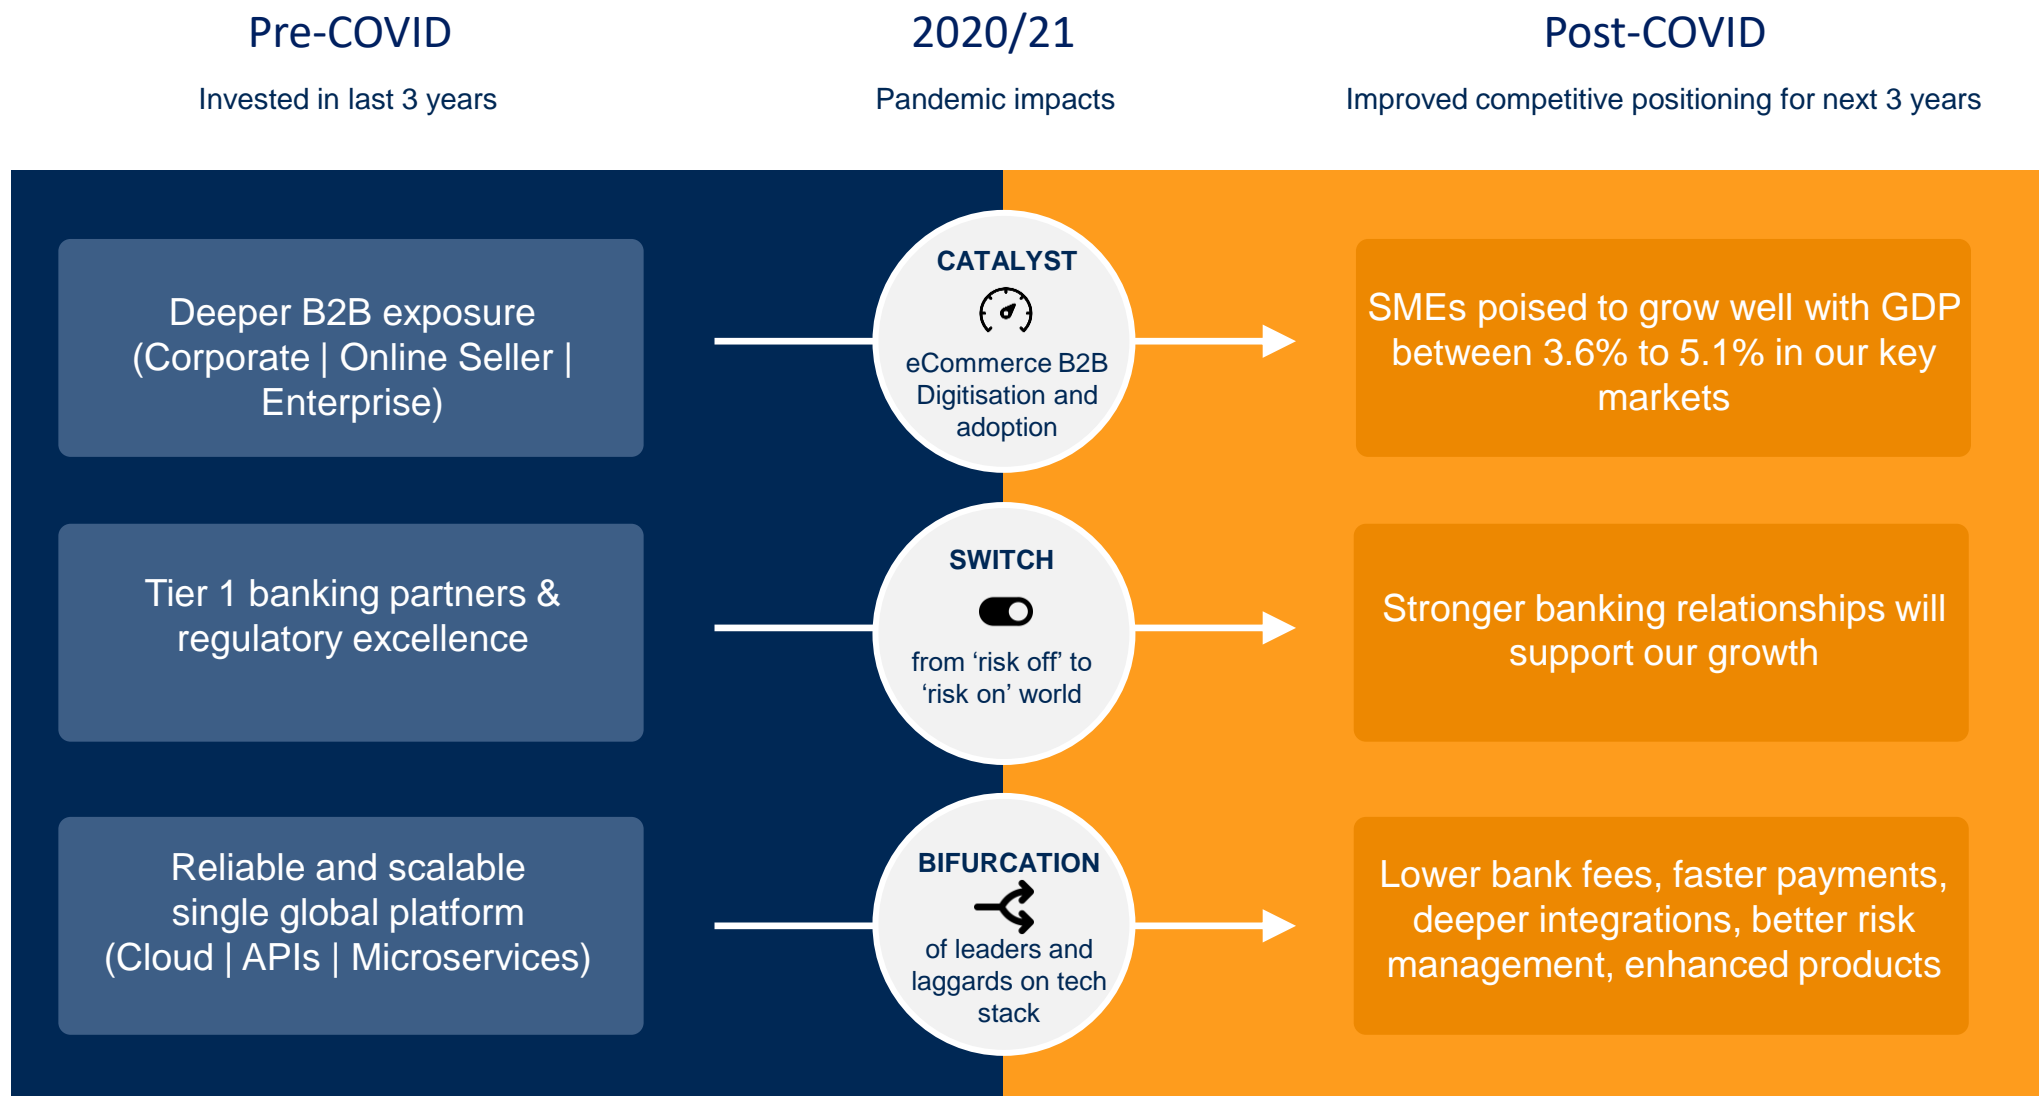 Pre-COVID
2020/21
Post-COVID
Invested in last 3 years
Pandemic impacts
Improved competitive positioning for next 3 years
Deeper B2B exposure
(Corporate | Online Seller |
Enterprise)
CATALYST
eCommerce B2B
Digitisation and
adoption
SMEs poised to grow well with GDP
between 3.6% to 5.1% in our key
markets
Tier 1 banking partners &
regulatory excellence
SWITCH
from ‘risk off’ to
‘risk on’ world
Stronger banking relationships will
support our growth
Reliable and scalable
single global platform
(Cloud | APIs | Microservices)
BIFURCATION
of leaders and
laggards on tech
stack
Lower bank fees, faster payments,
deeper integrations, better risk
management, enhanced products